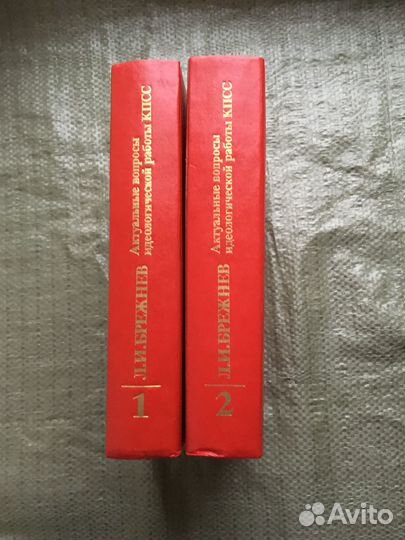 Л.И.БРЕЖНЕВ
Актуальные вопросы
идеологической работы КПСС
1
Л.И.БРЕЖНЕВ
Актуальные вопросы
идеологической работы КПСС
2
Avito